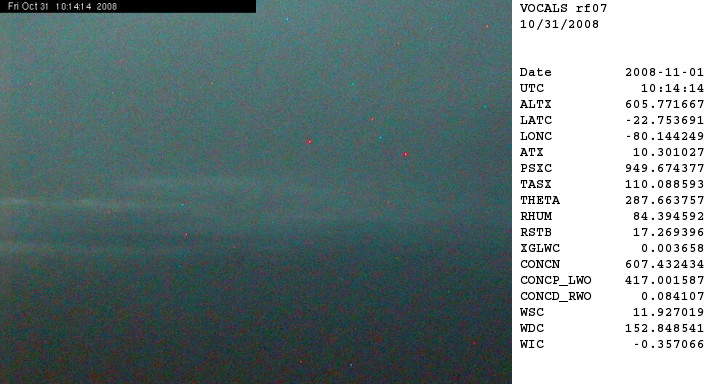 Fri Oct 31 10:14:14 2008
VOCALS rf07
10/31/2008
Date 2008-11-01
UTC 10:14:14
ALTX 605.771667
LATC -22.753691
LONC -80.144249
ATX 10.301027
PSXC 949.674377
TASX 110.088593
THETA 287.663757
RHUM 84.394592
RSTB 17.269396
XGLWC 0.003658
CONCN 607.432434
CONCP_LWO 417.001587
CONCD_RWO 0.084107
WSC 11.927019
WDC 152.848541
WIC -0.357066